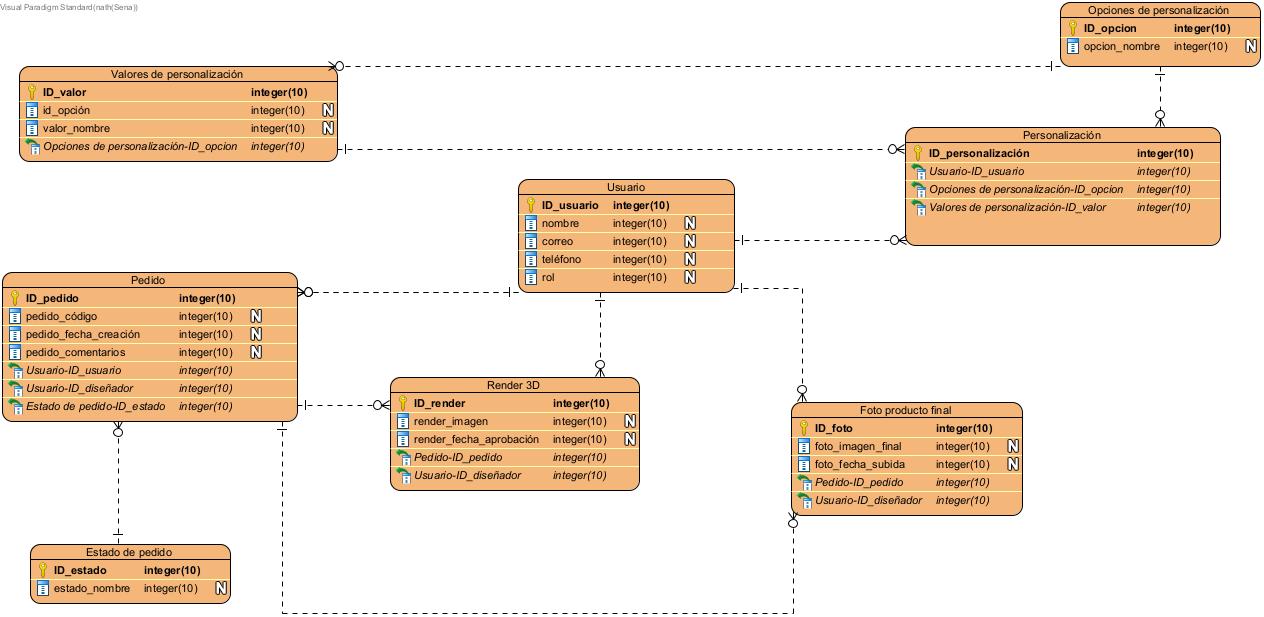 Visual Paradigm Standard(nath(Sena))
Opciones de personalización
ID_opcion integer(10)
opcion_nombre integer(10) N
Valores de personalización
ID_valor integer(10)
id_opción integer(10) N
valor_nombre integer(10) N
Opciones de personalización-ID_opcion integer(10)
Personalización
ID_personalización integer(10)
Usuario-ID_usuario integer(10)
Opciones de personalización-ID_opcion integer(10)
Valores de personalización-ID_valor integer(10)
Usuario
ID_usuario integer(10)
nombre integer(10) N
correo integer(10) N
teléfono integer(10) N
rol integer(10) N
Pedido
ID_pedido integer(10)
pedido_código integer(10) N
pedido_fecha_creación integer(10) N
pedido_comentarios integer(10) N
Usuario-ID_usuario integer(10)
Usuario-ID_diseñador integer(10)
Estado de pedido-ID_estado integer(10)
Render 3D
ID_render integer(10)
render_imagen integer(10) N
render_fecha_aprobación integer(10) N
Pedido-ID_pedido integer(10)
Usuario-ID_diseñador integer(10)
Foto producto final
ID_foto integer(10)
foto_imagen_final integer(10) N
foto_fecha_subida integer(10) N
Pedido-ID_pedido integer(10)
Usuario-ID_diseñador integer(10)
Estado de pedido
ID_estado integer(10)
estado_nombre integer(10) N